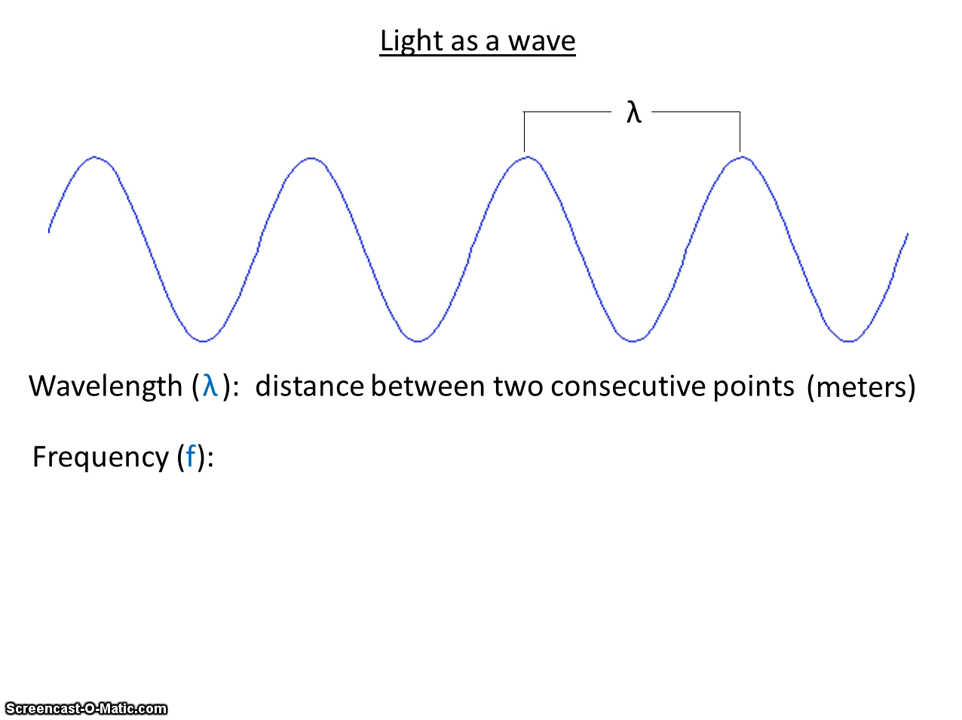 Light as a wave
λ
Wavelength (λ): distance between two consecutive points (meters)
Frequency (f):
Screencast-O-Matic.com